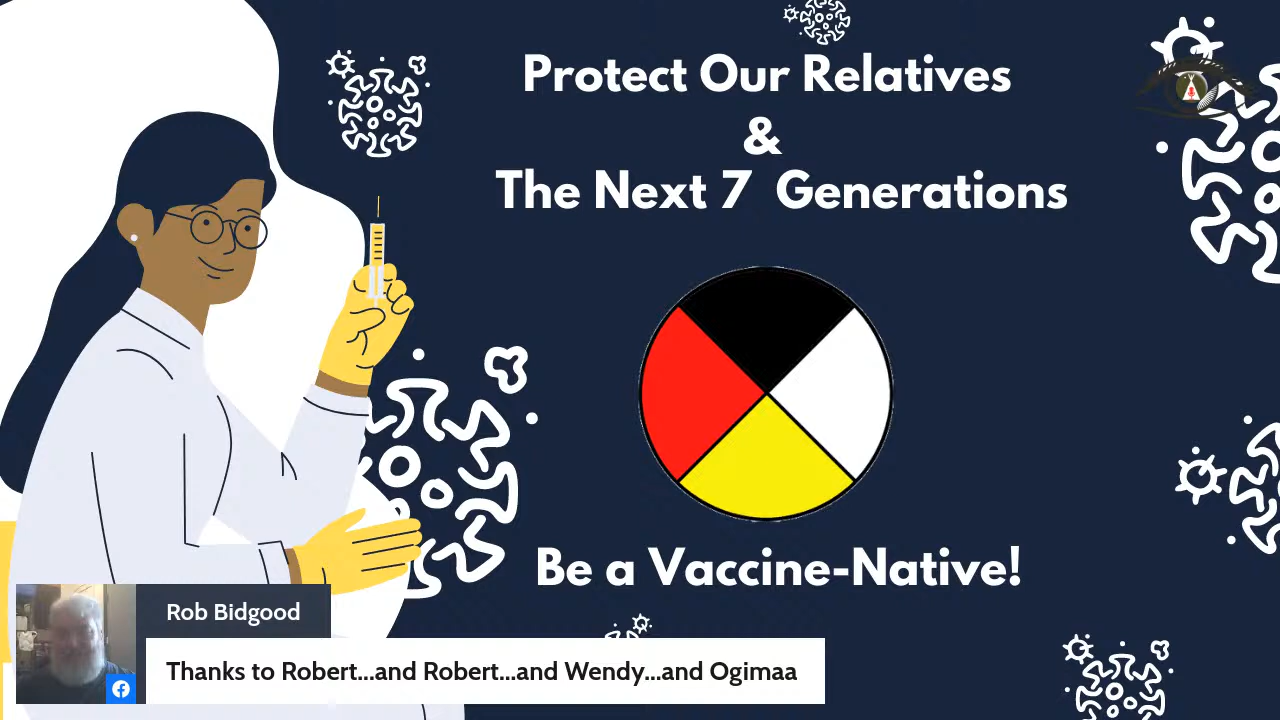 Protect Our Relatives
&
The Next 7 Generations
Be a Vaccine-Native!
Rob Bidgood
Thanks to Robert...and Robert...and Wendy...and Ogimaa